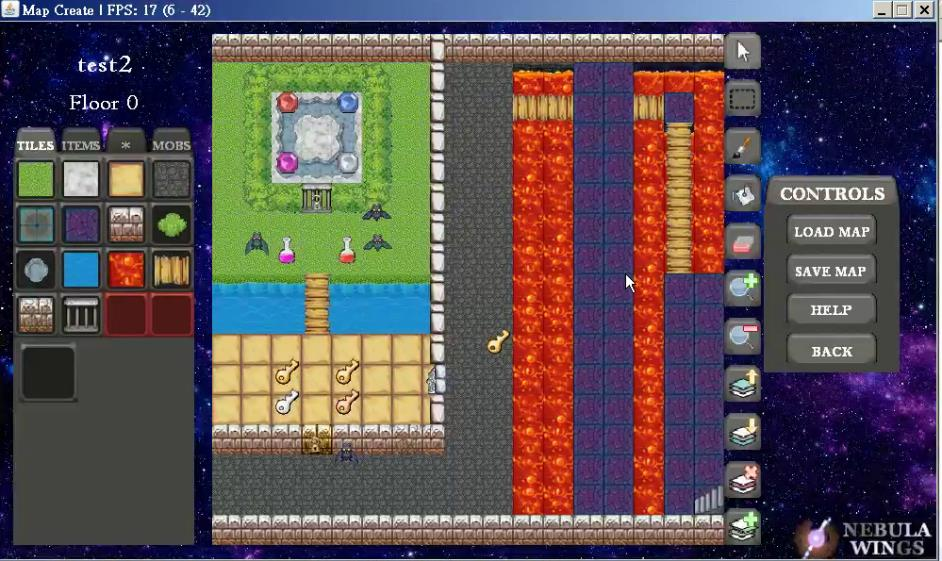 Map Create | FPS: 17 (6 - 42)
test2
Floor 0
TILES ITEMS * MOBS
CONTROLS
LOAD MAP
SAVE MAP
HELP
BACK
NEBULA
WINGS